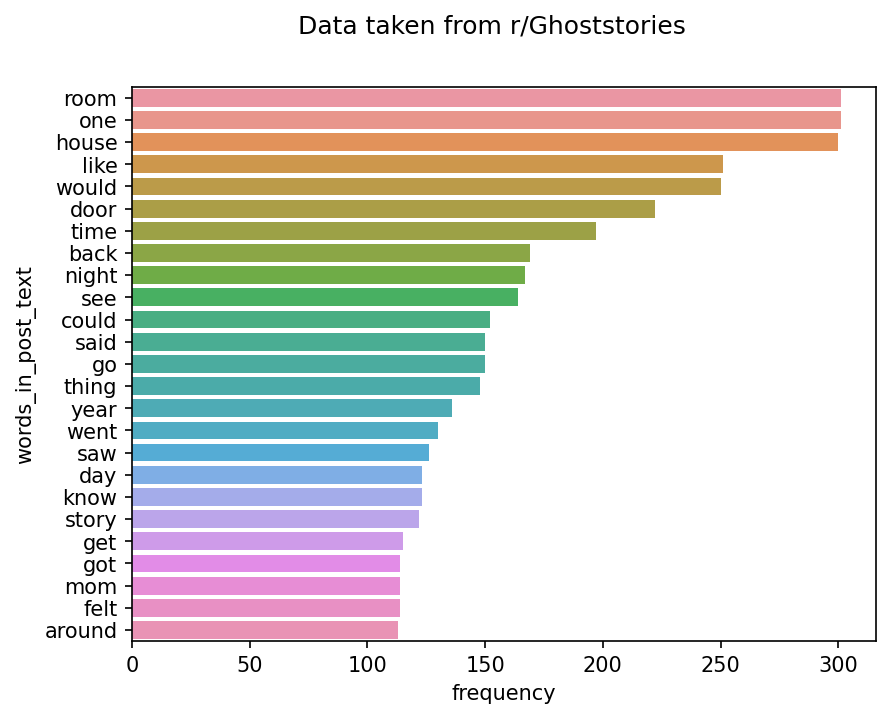 Data taken from r/Ghoststories
words_in_post_text
room
one
house
like
would
door
time
back
night
see
could
said
go
thing
year
went
saw
day
know
story
get
got
mom
felt
around
0 50 100 150 200 250 300
frequency